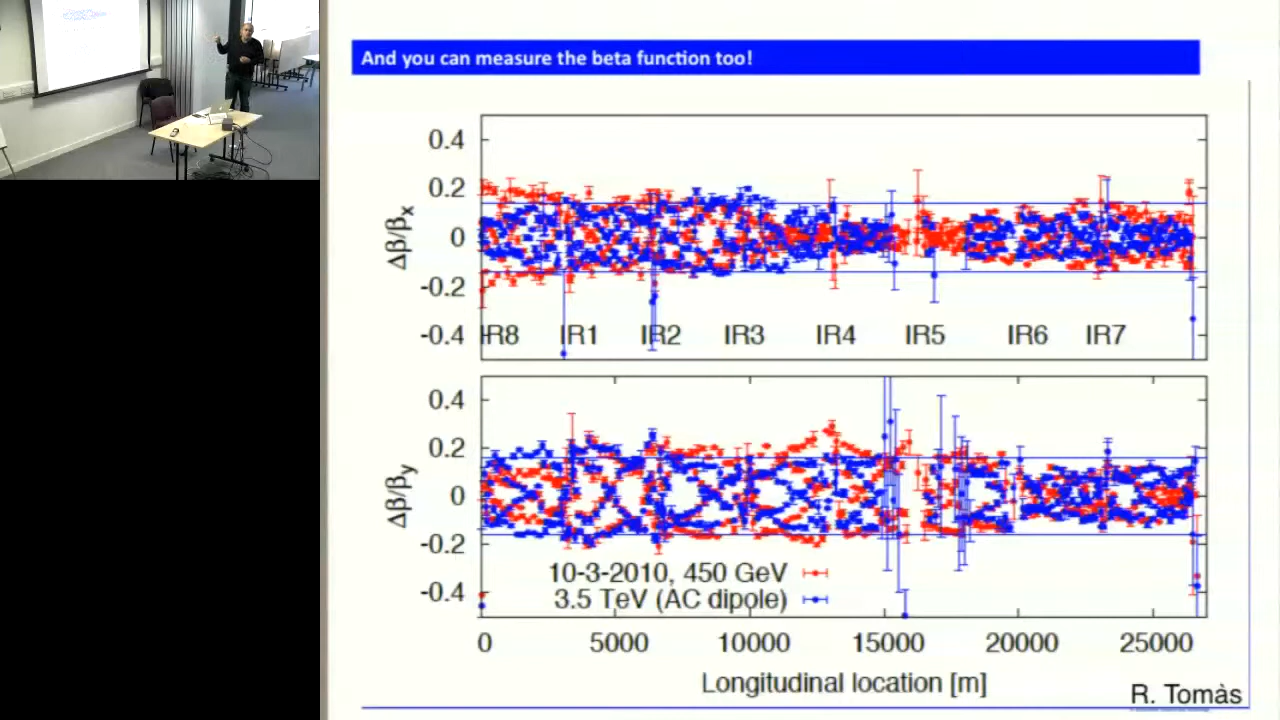 And you can measure the beta function too!
0.4
0.2
0
-0.2
-0.4
Δβ/βx
IR8 IR1 IR2 IR3 IR4 IR5 IR6 IR7
0.4
0.2
0
-0.2
-0.4
Δβ/βy
10-3-2010, 450 GeV
3.5 TeV (AC dipole)
0 5000 10000 15000 20000 25000
Longitudinal location [m]
R. Tomàs